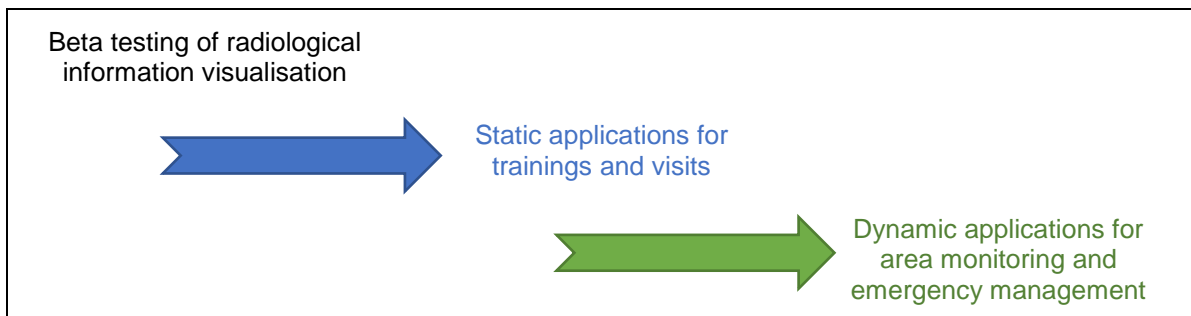 Beta testing of radiological
information visualisation
Static applications for
trainings and visits
Dynamic applications for
area monitoring and
emergency management